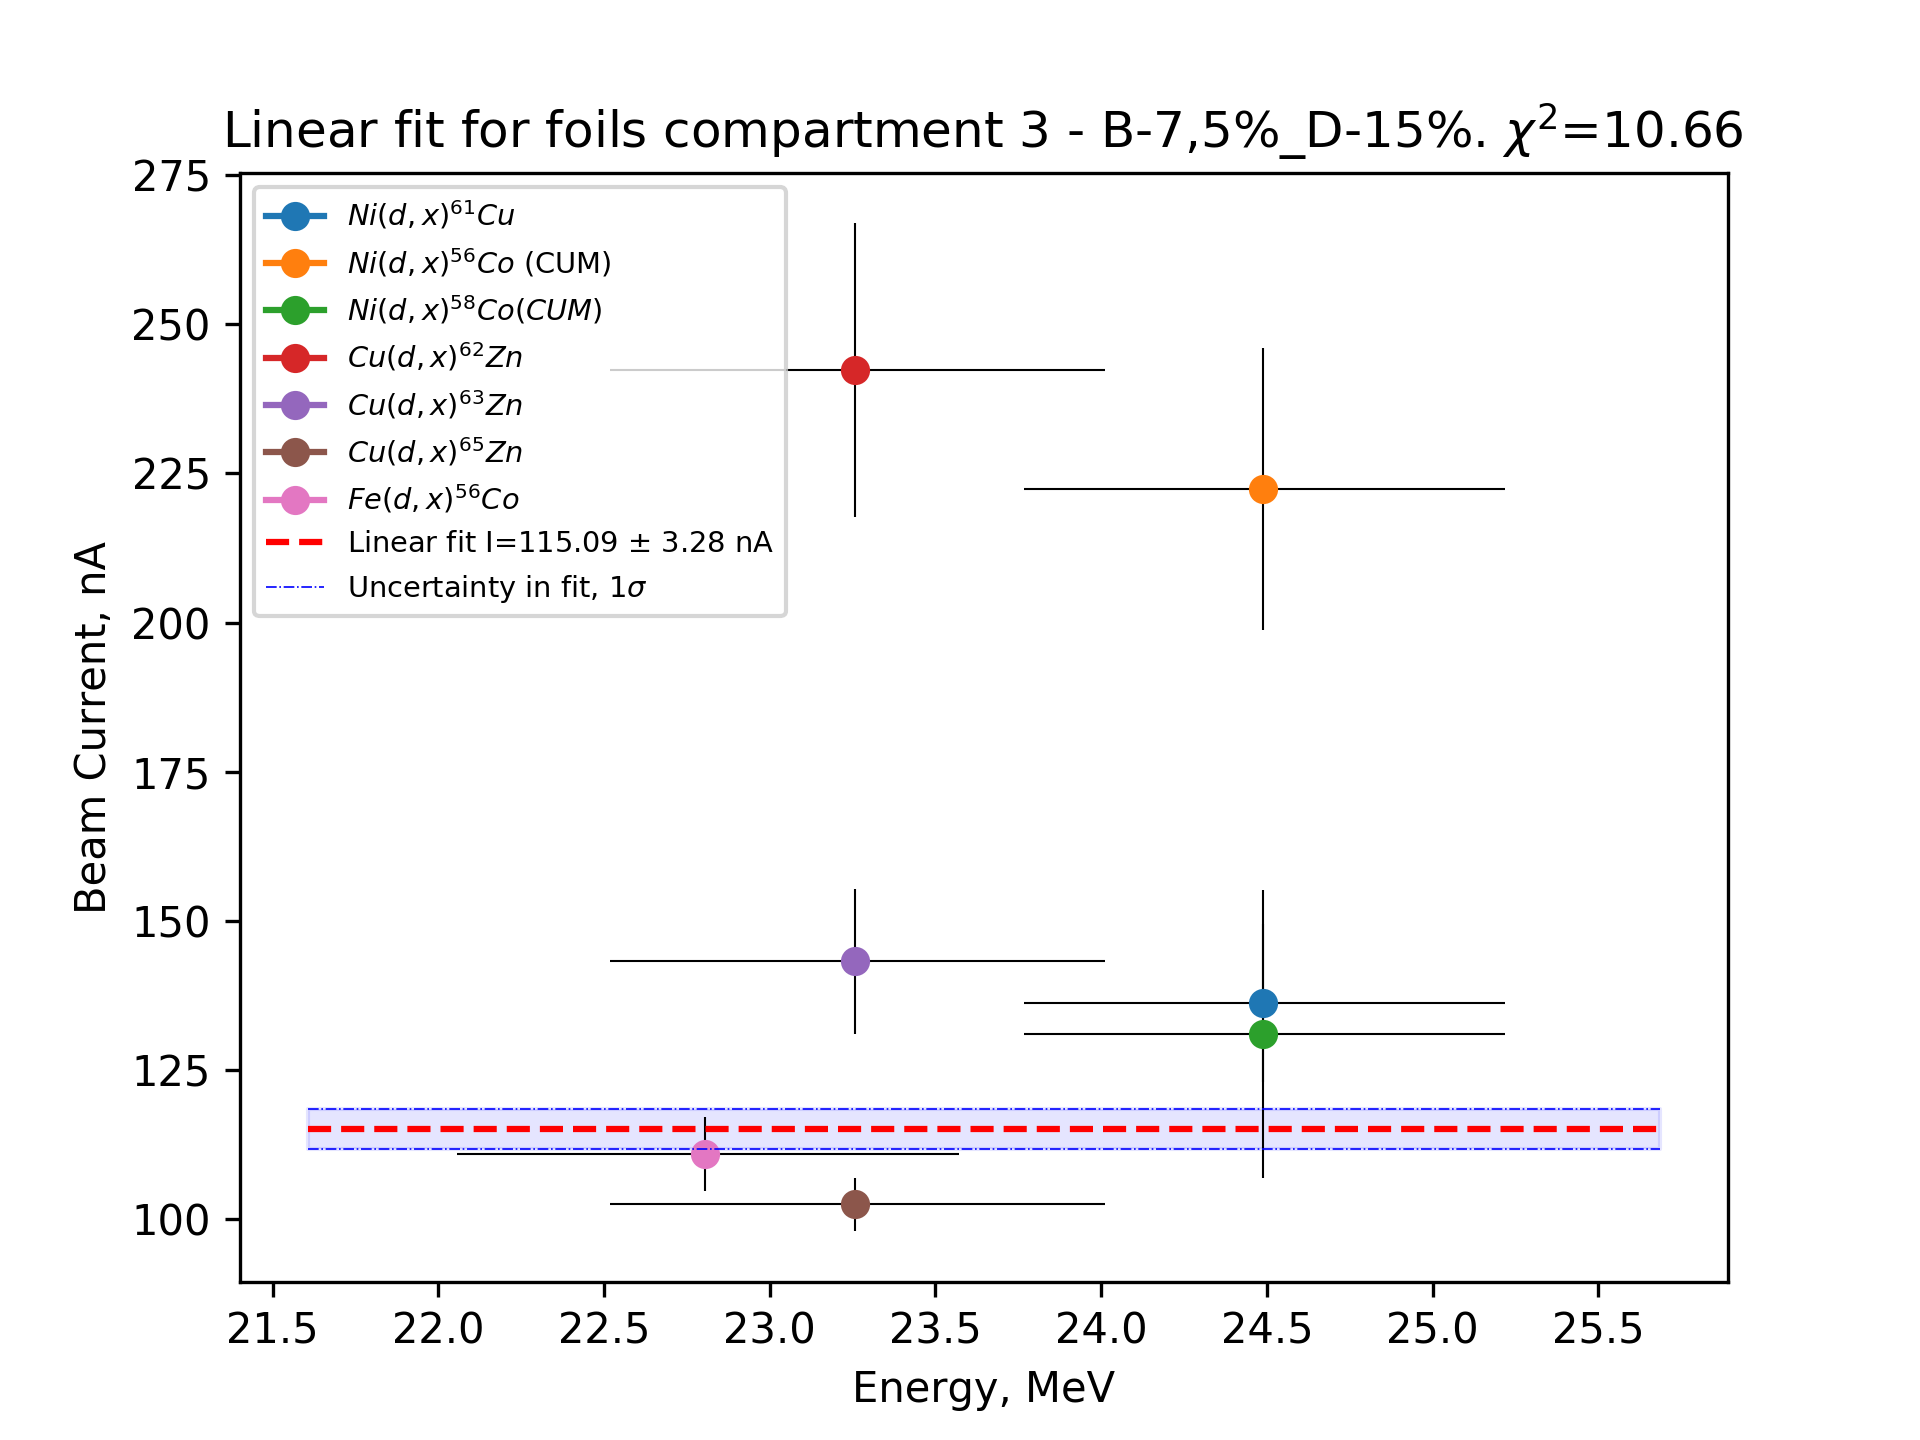 Linear fit for foils compartment 3 - B-7,5%_D-15%. χ²=10.66
275
250
225
200
175
150
125
100
Beam Current, nA
Ni(d, x)⁶¹Cu
Ni(d, x)⁵⁶Co (CUM)
Ni(d, x)⁵⁸Co(CUM)
Cu(d, x)⁶²Zn
Cu(d, x)⁶³Zn
Cu(d, x)⁶⁵Zn
Fe(d, x)⁵⁶Co
Linear fit I=115.09 ± 3.28 nA
Uncertainty in fit, 1σ
21.5 22.0 22.5 23.0 23.5 24.0 24.5 25.0 25.5
Energy, MeV